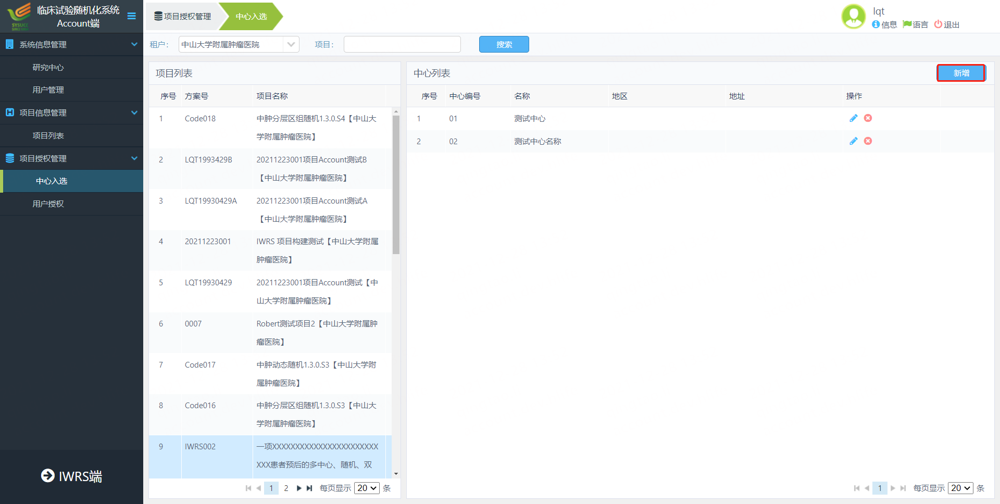 临床试验随机化系统
Account端
SYSUCC
系统信息管理
研究中心
用户管理
项目信息管理
项目列表
项目授权管理
中心入选
用户授权
IWRS端
项目授权管理
中心入选
lqt
信息 语言 退出
租户: 中山大学附属肿瘤医院 项目: 搜索
项目列表
序号 方案号 项目名称
1 Code018 中肿分层区组随机1.3.0.S4【中山大
学附属肿瘤医院】
2 LQT1993429B 20211223001项目Account测试B
【中山大学附属肿瘤医院】
3 LQT19930429A 20211223001项目Account测试A
【中山大学附属肿瘤医院】
4 20211223001 IWRS 项目构建测试【中山大学附属
肿瘤医院】
5 LQT19930429 20211223001项目Account测试【中
山大学附属肿瘤医院】
6 0007 Robert测试项目2【中山大学附属肿
瘤医院】
7 Code017 中肿动态随机1.3.0.S3【中山大学附
属肿瘤医院】
8 Code016 中肿分层区组随机1.3.0.S3【中山大
学附属肿瘤医院】
9 IWRS002 一项XXXXXXXXXXXXXXXXXXXXXXX
XXX患者预后的多中心、随机、双
1 2 每页显示 20 条
中心列表 新增
序号 中心编号 名称 地区 地址 操作
1 01 测试中心
2 02 测试中心名称
1 每页显示 20 条